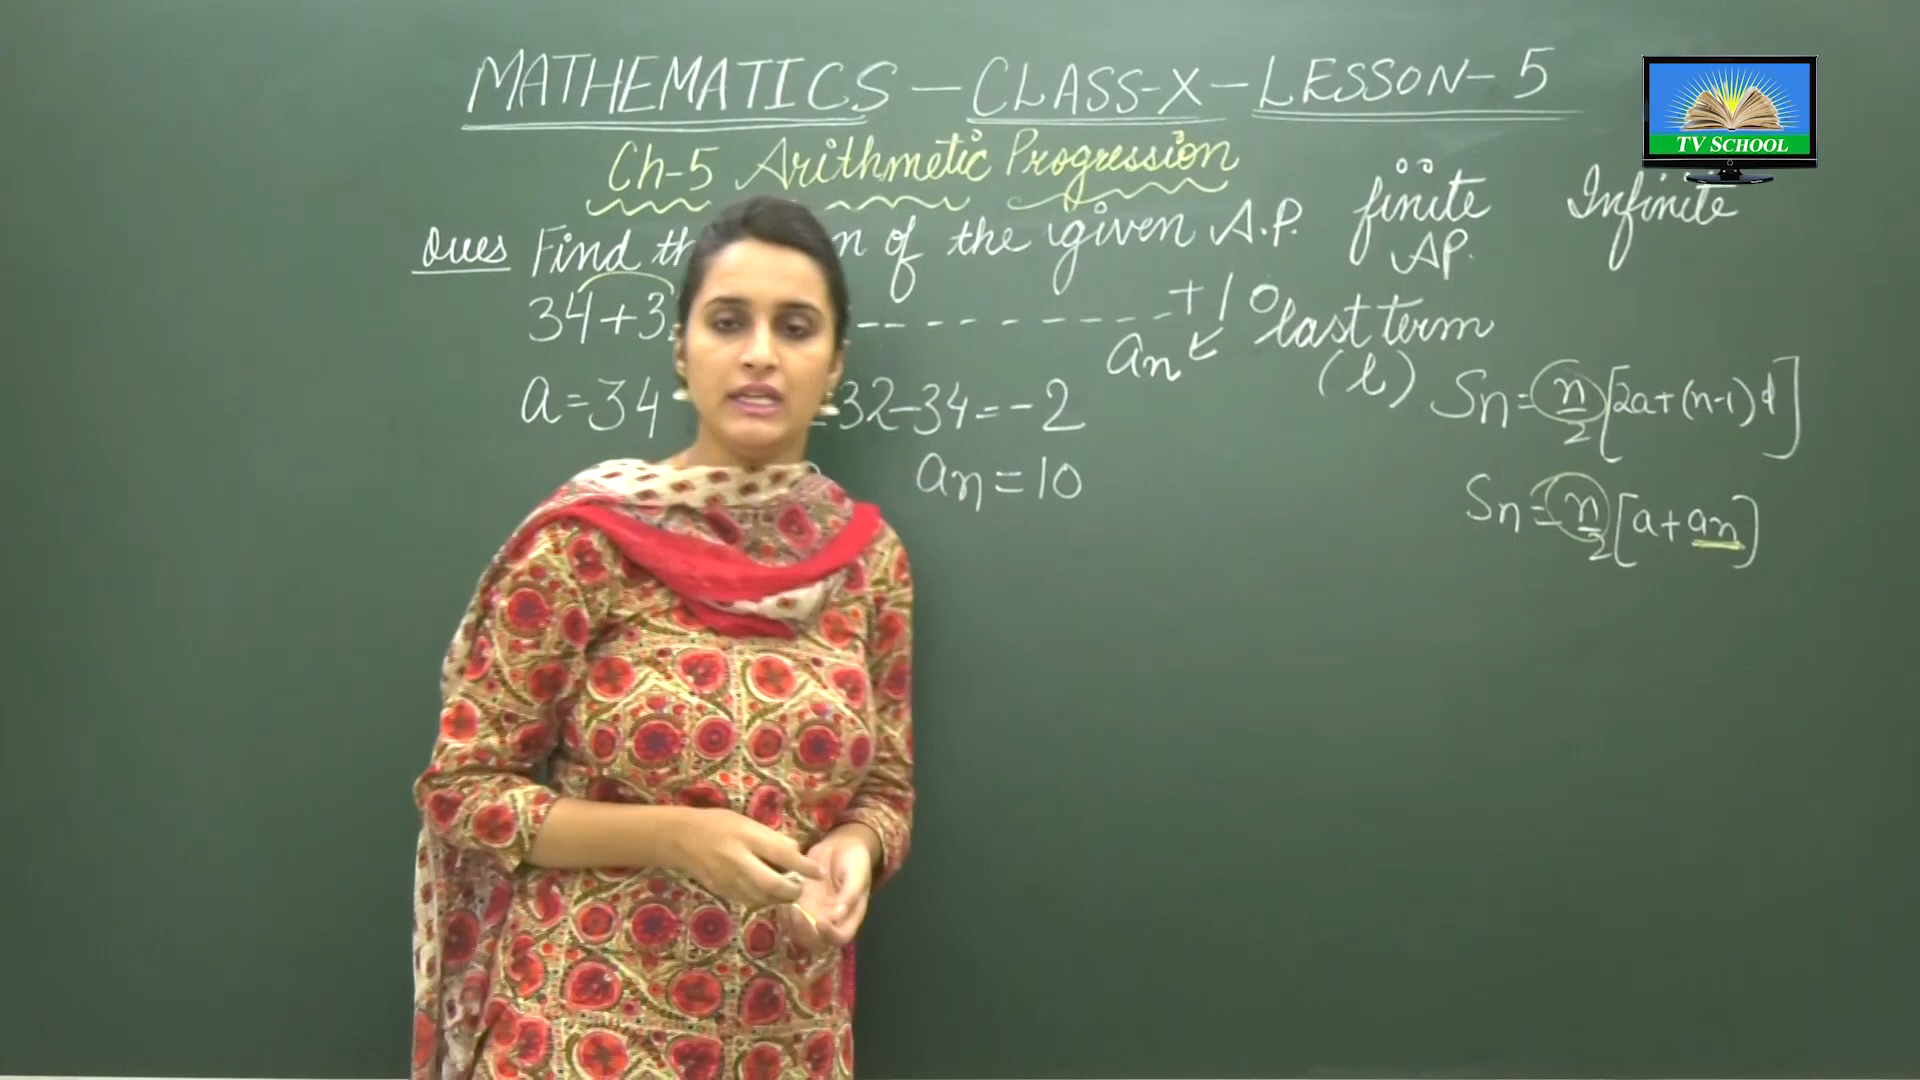 MATHEMATICS - CLASS-X - LESSON- 5
TV SCHOOL
Ch-5 Arithmetic Progression
Ques Find of the given A.P.
finite AP.
Infinite
34+3 - - - - - - - - - +10
an
last term
(l)
a=34 =32-34=-2
an=10
Sn=n/2[2a+(n-1)d]
Sn=n/2[a+an]